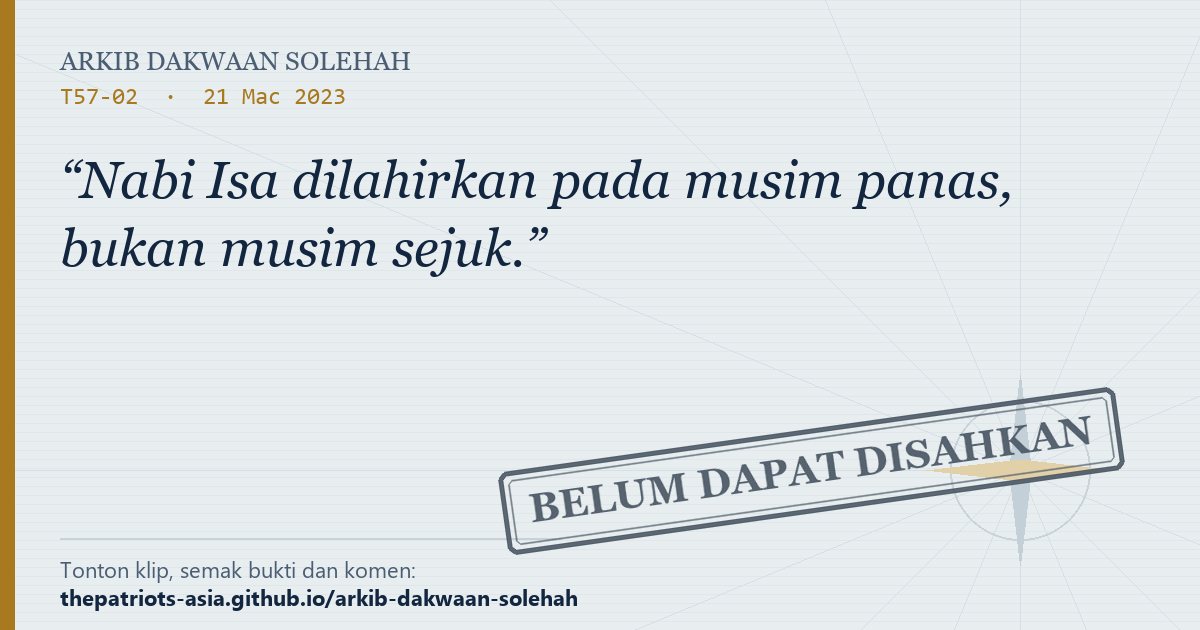 ARKIB DAKWAAN SOLEHAH
T57-02 · 21 Mac 2023
“Nabi Isa dilahirkan pada musim panas,
bukan musim sejuk.”
BELUM DAPAT DISAHKAN
Tonton klip, semak bukti dan komen:
thepatriots-asia.github.io/arkib-dakwaan-solehah